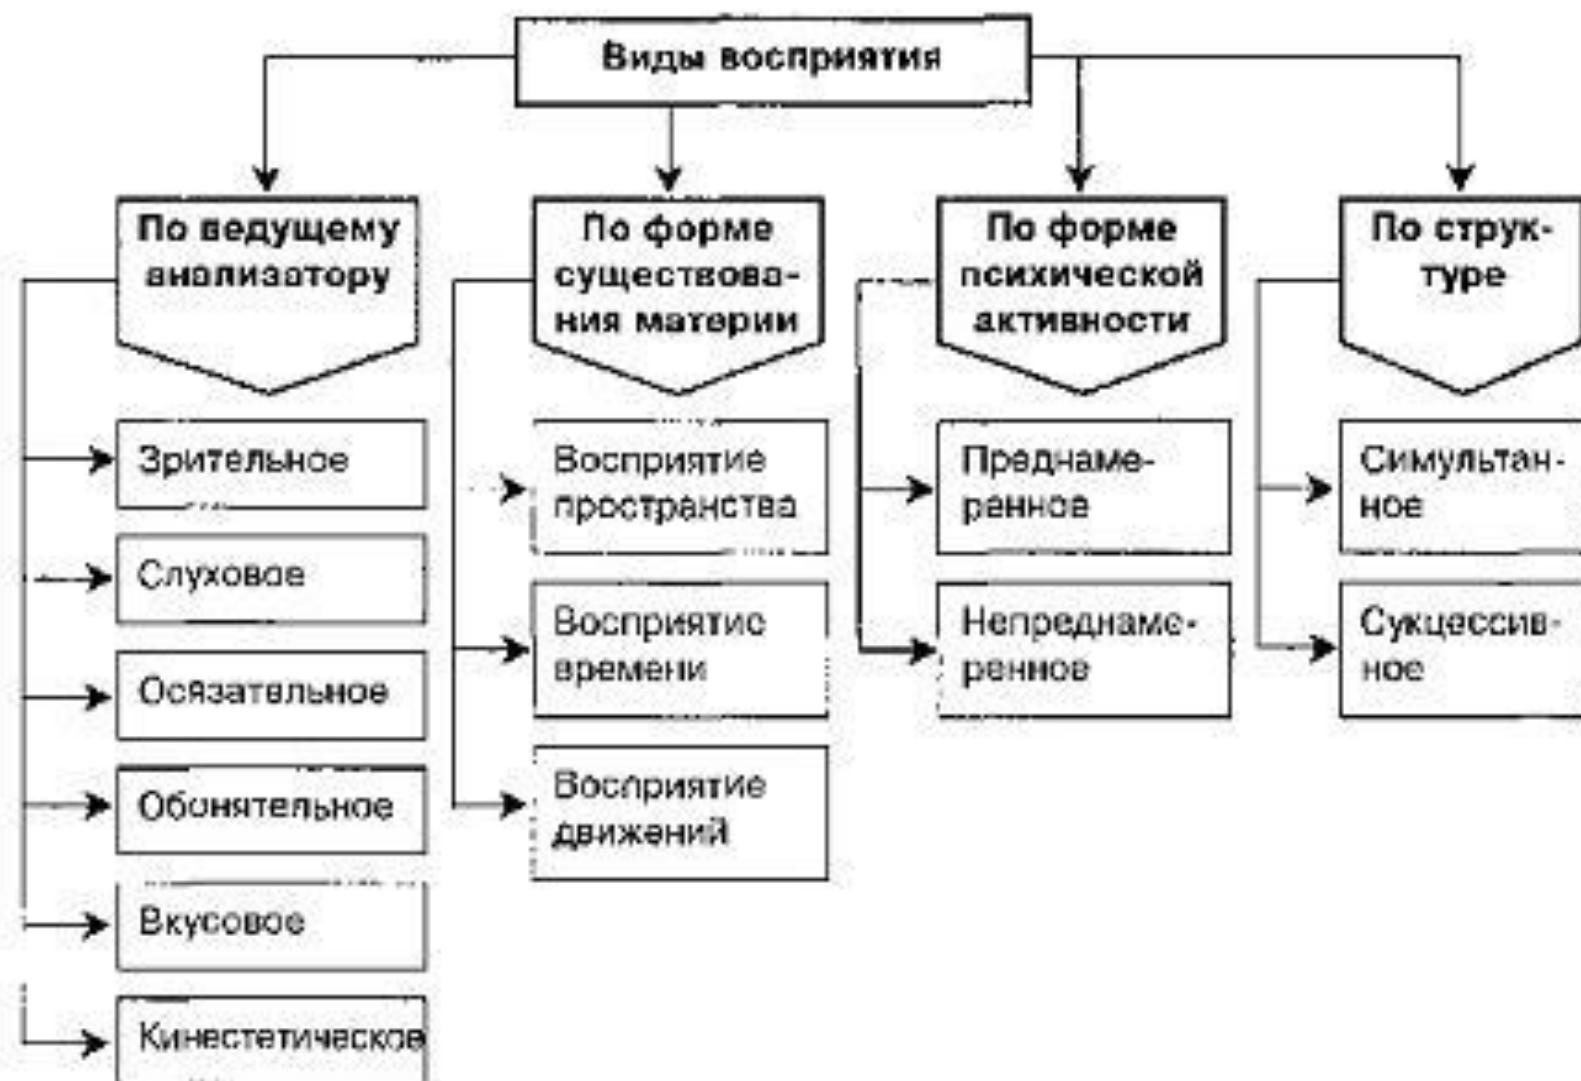 Виды восприятия
По ведущему
анализатору
Зрительное
Слуховое
Осязательное
Обонятельное
Вкусовое
Кинестетическое
По форме
существова-
ния материи
Восприятие
пространства
Восприятие
времени
Восприятие
движений
По форме
психической
активности
Преднаме-
ренное
Непреднаме-
ренное
По струк-
туре
Симультан-
ное
Сукцессив-
ное